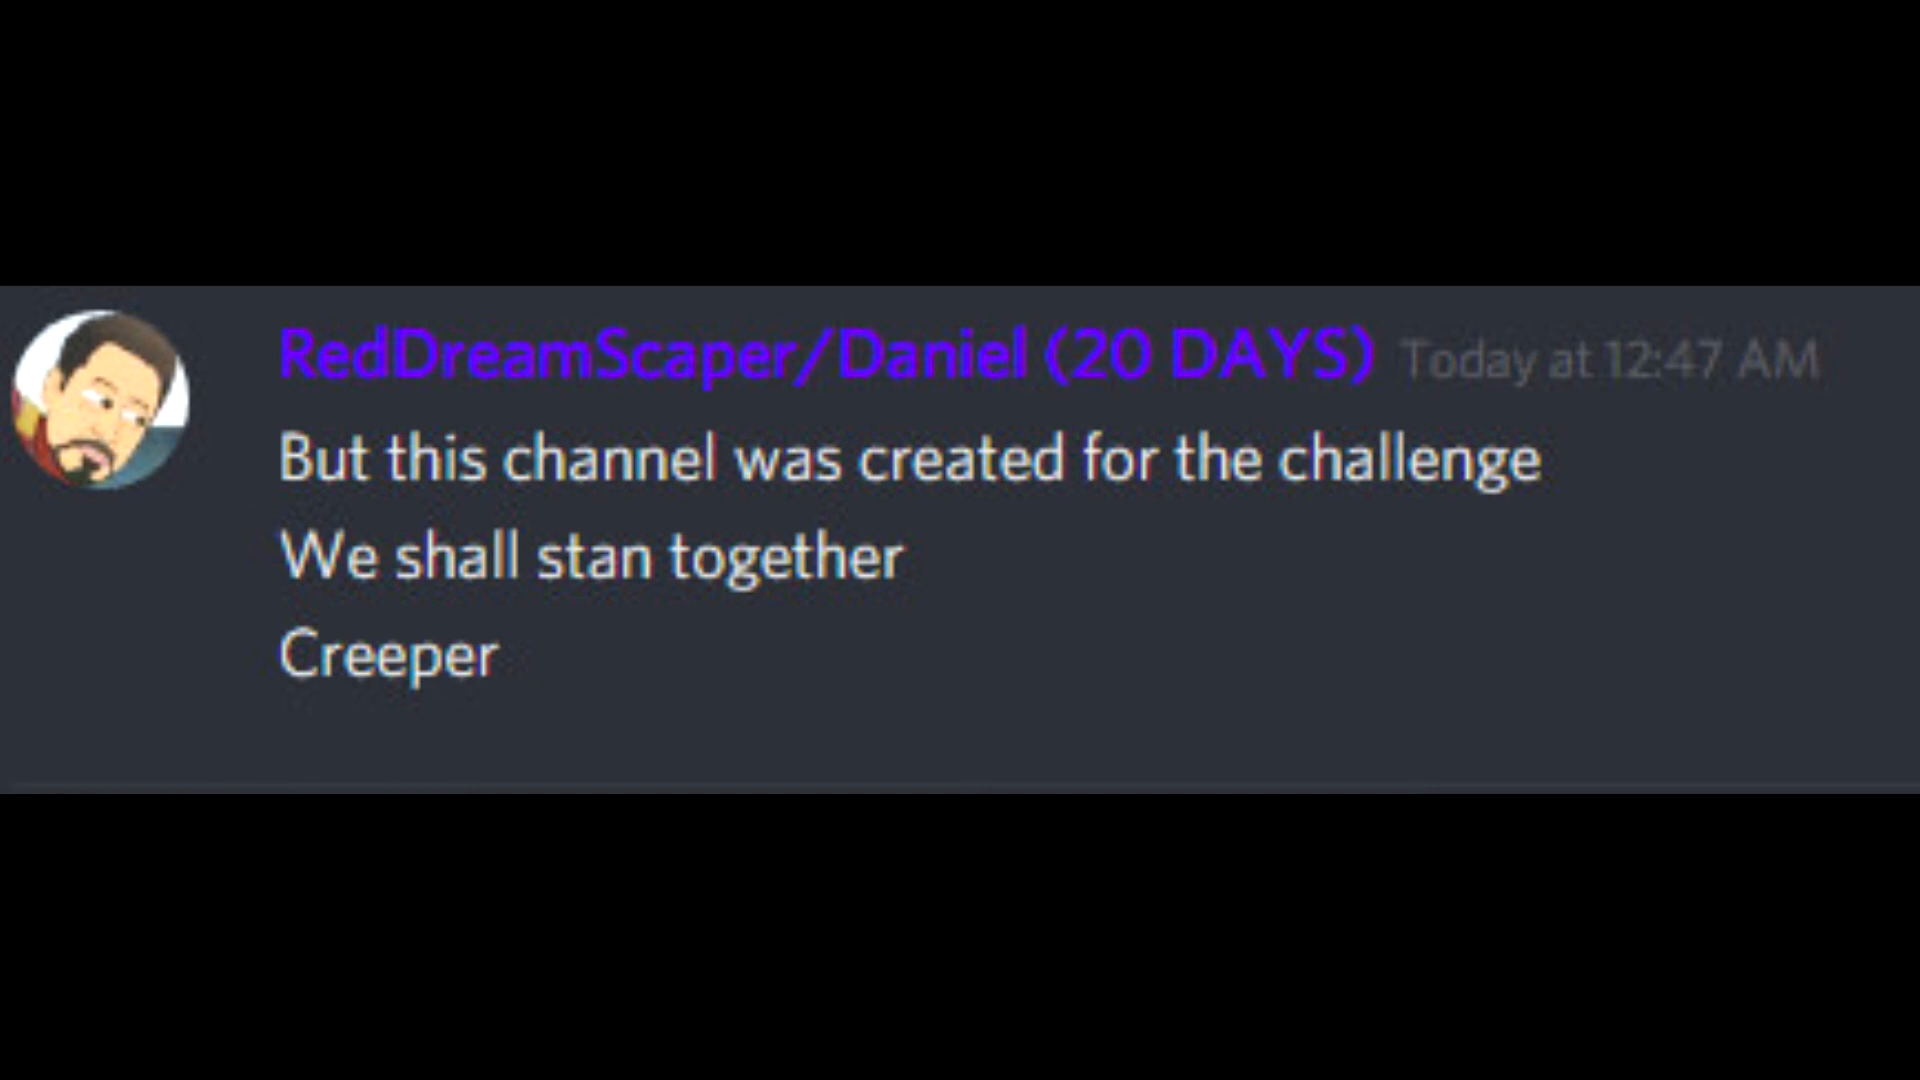 RedDreamScaper/Daniel (20 DAYS) Today at 12:47 AM
But this channel was created for the challenge
We shall stan together
Creeper